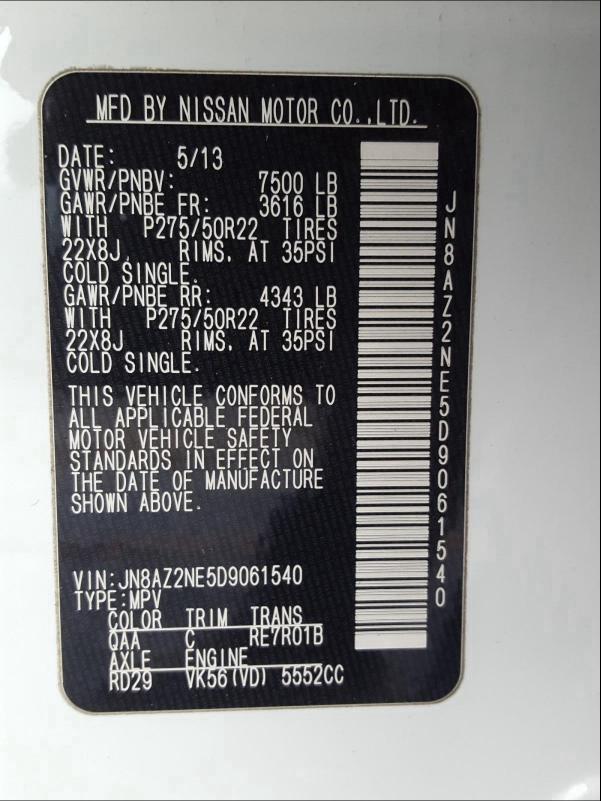 MFD BY NISSAN MOTOR CO.,LTD.
DATE: 5/13
GVWR/PNBV: 7500 LB
GAWR/PNBE FR: 3616 LB
WITH P275/50R22 TIRES
22X8J, RIMS, AT 35PSI
COLD SINGLE.
GAWR/PNBE RR: 4343 LB
WITH P275/50R22 TIRES
22X8J RIMS, AT 35PSI
COLD SINGLE.
THIS VEHICLE CONFORMS TO
ALL APPLICABLE FEDERAL
MOTOR VEHICLE SAFETY
STANDARDS IN EFFECT ON
THE DATE OF MANUFACTURE
SHOWN ABOVE.
VIN:JN8AZ2NE5D9061540
TYPE:MPV
COLOR TRIM TRANS
QAA C RE7R01B
AXLE ENGINE
RD29 VK56(VD) 5552CC
JN8AZ2NE5D9061540